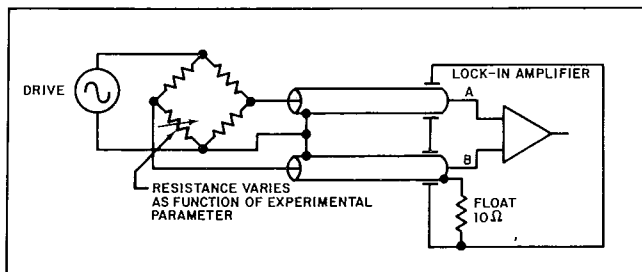 DRIVE
LOCK-IN AMPLIFIER
A
B
FLOAT
10Ω
RESISTANCE VARIES
AS FUNCTION OF EXPERIMENTAL
PARAMETER